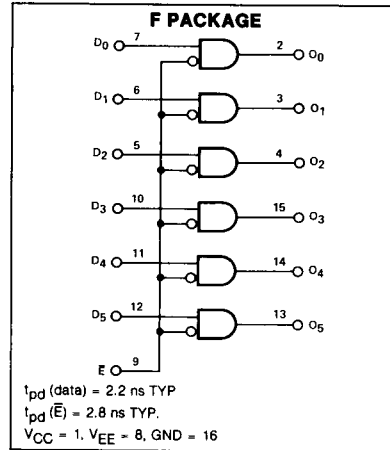 F PACKAGE
D0 7 2 O0
D1 6 3 O1
D2 5 4 O2
D3 10 15 O3
D4 11 14 O4
D5 12 13 O5
E̅ 9
tpd (data) = 2.2 ns TYP
tpd (E̅) = 2.8 ns TYP.
VCC = 1, VEE = 8, GND = 16